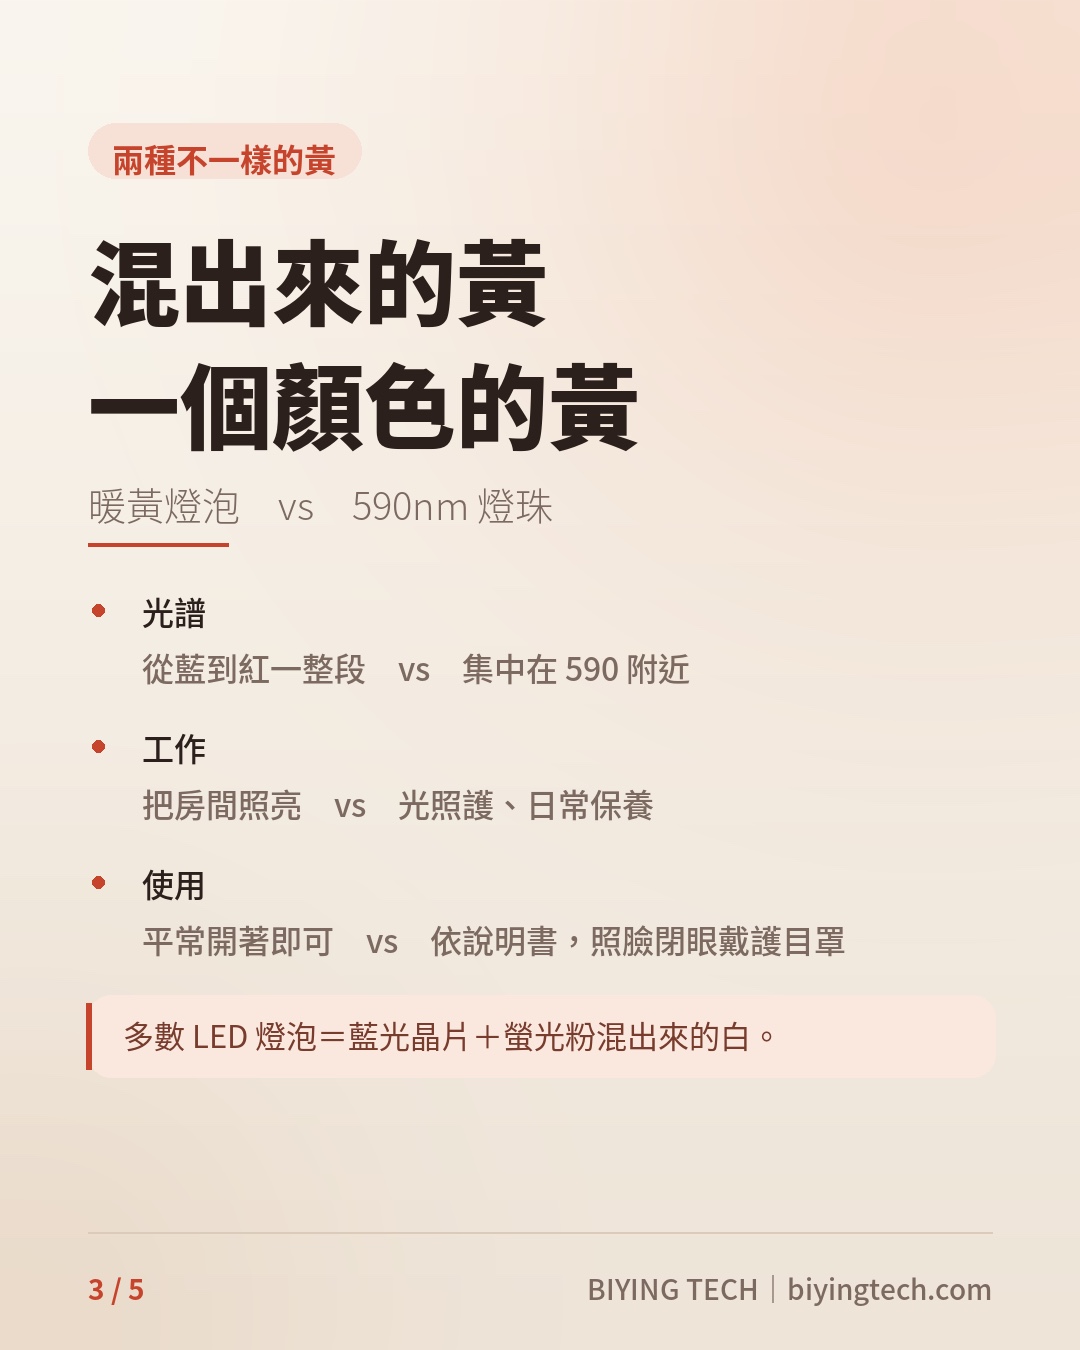 兩種不一樣的黃
混出來的黃
一個顏色的黃
暖黃燈泡　vs　590nm 燈珠
光譜
從藍到紅一整段　vs　集中在 590 附近
工作
把房間照亮　vs　光照護、日常保養
使用
平常開著即可　vs　依說明書，照臉閉眼戴護目罩
多數 LED 燈泡＝藍光晶片＋螢光粉混出來的白。
3 / 5
BIYING TECH｜biyingtech.com